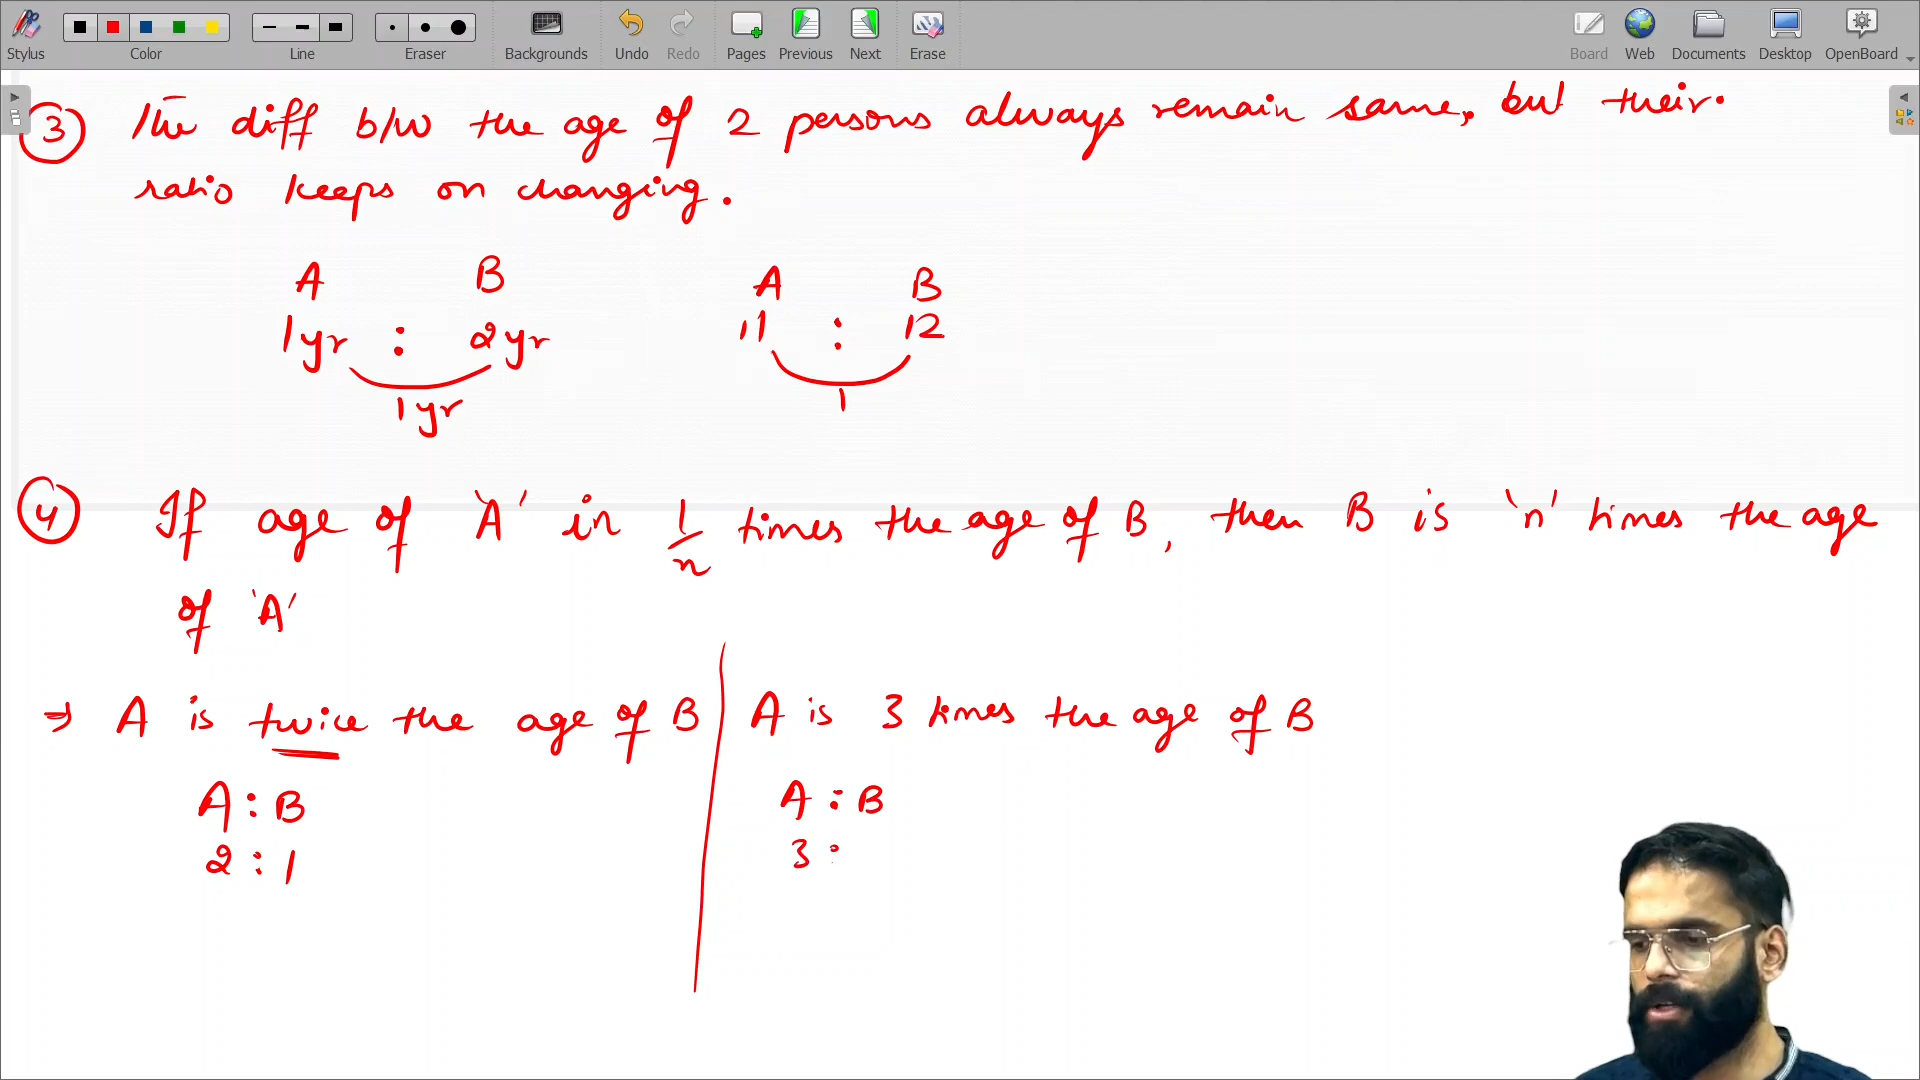 Stylus Color Line Eraser Backgrounds Undo Redo Pages Previous Next Erase Board Web Documents Desktop OpenBoard
3 The diff b/w the age of 2 persons always remain same, but their
ratio keeps on changing.
A B A B
1yr : 2yr 11 : 12
1yr 1
4 If age of 'A' in 1/n times the age of B, then B is 'n' times the age
of 'A'
⇒ A is twice the age of B
A : B
2 : 1
A is 3 times the age of B
A : B
3 :